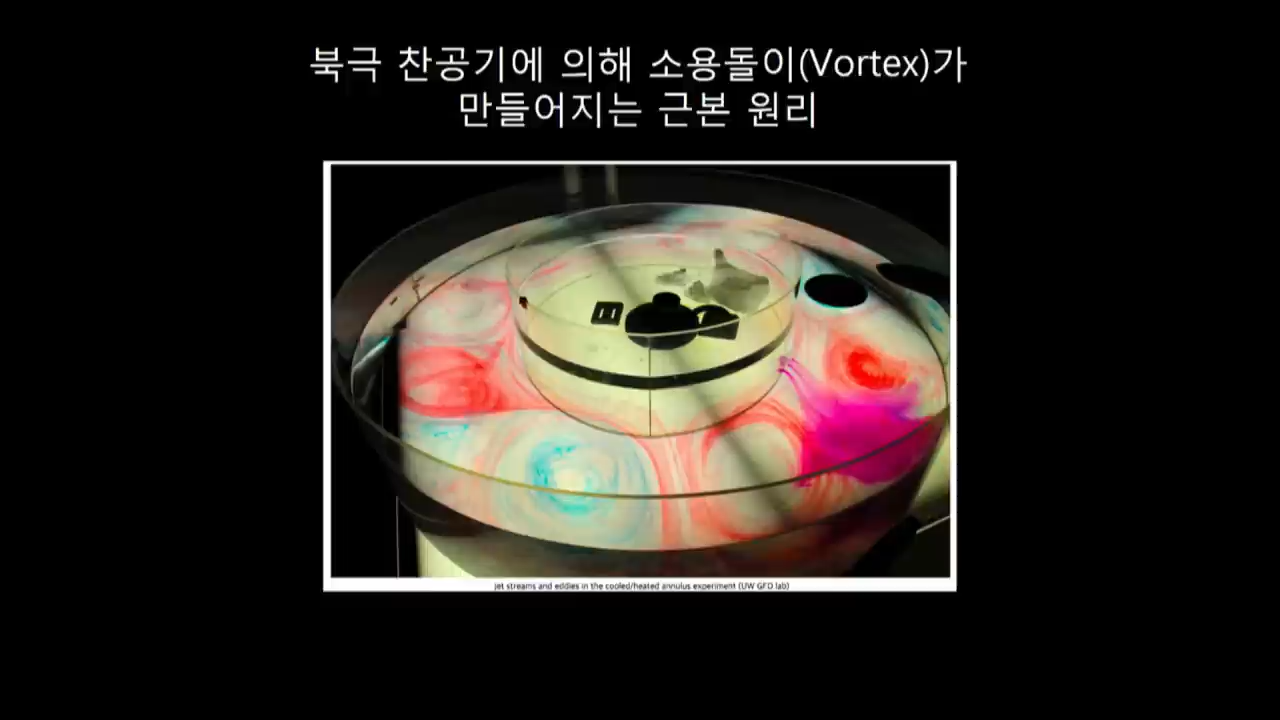 북극 찬공기에 의해 소용돌이(Vortex)가
만들어지는 근본 원리
jet streams and eddies in the cooled/heated annulus experiment (UW GFD lab)